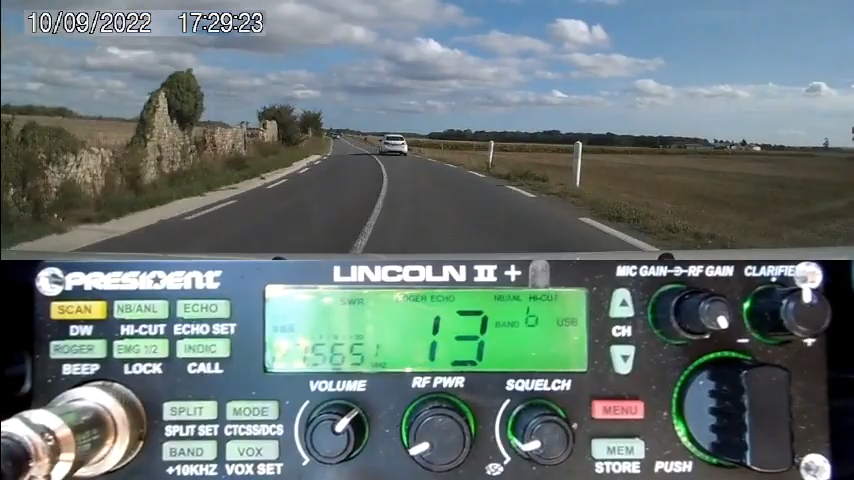 10/09/2022 17:29:23
PRESIDENT LINCOLN II +
MIC GAIN RF GAIN CLARIFIER
SCAN NB/ANL ECHO
DW HI-CUT ECHO SET
ROGER EMG 1/2 INDIC
BEEP LOCK CALL
SWR ROGER ECHO NB/ANL HI-CUT
13 BAND 6 USB
CH
VOLUME RF PWR SQUELCH
SPLIT MODE
SPLIT SET CTCSS/DCS
BAND VOX
+10KHZ VOX SET
MENU
MEM
STORE PUSH
- +